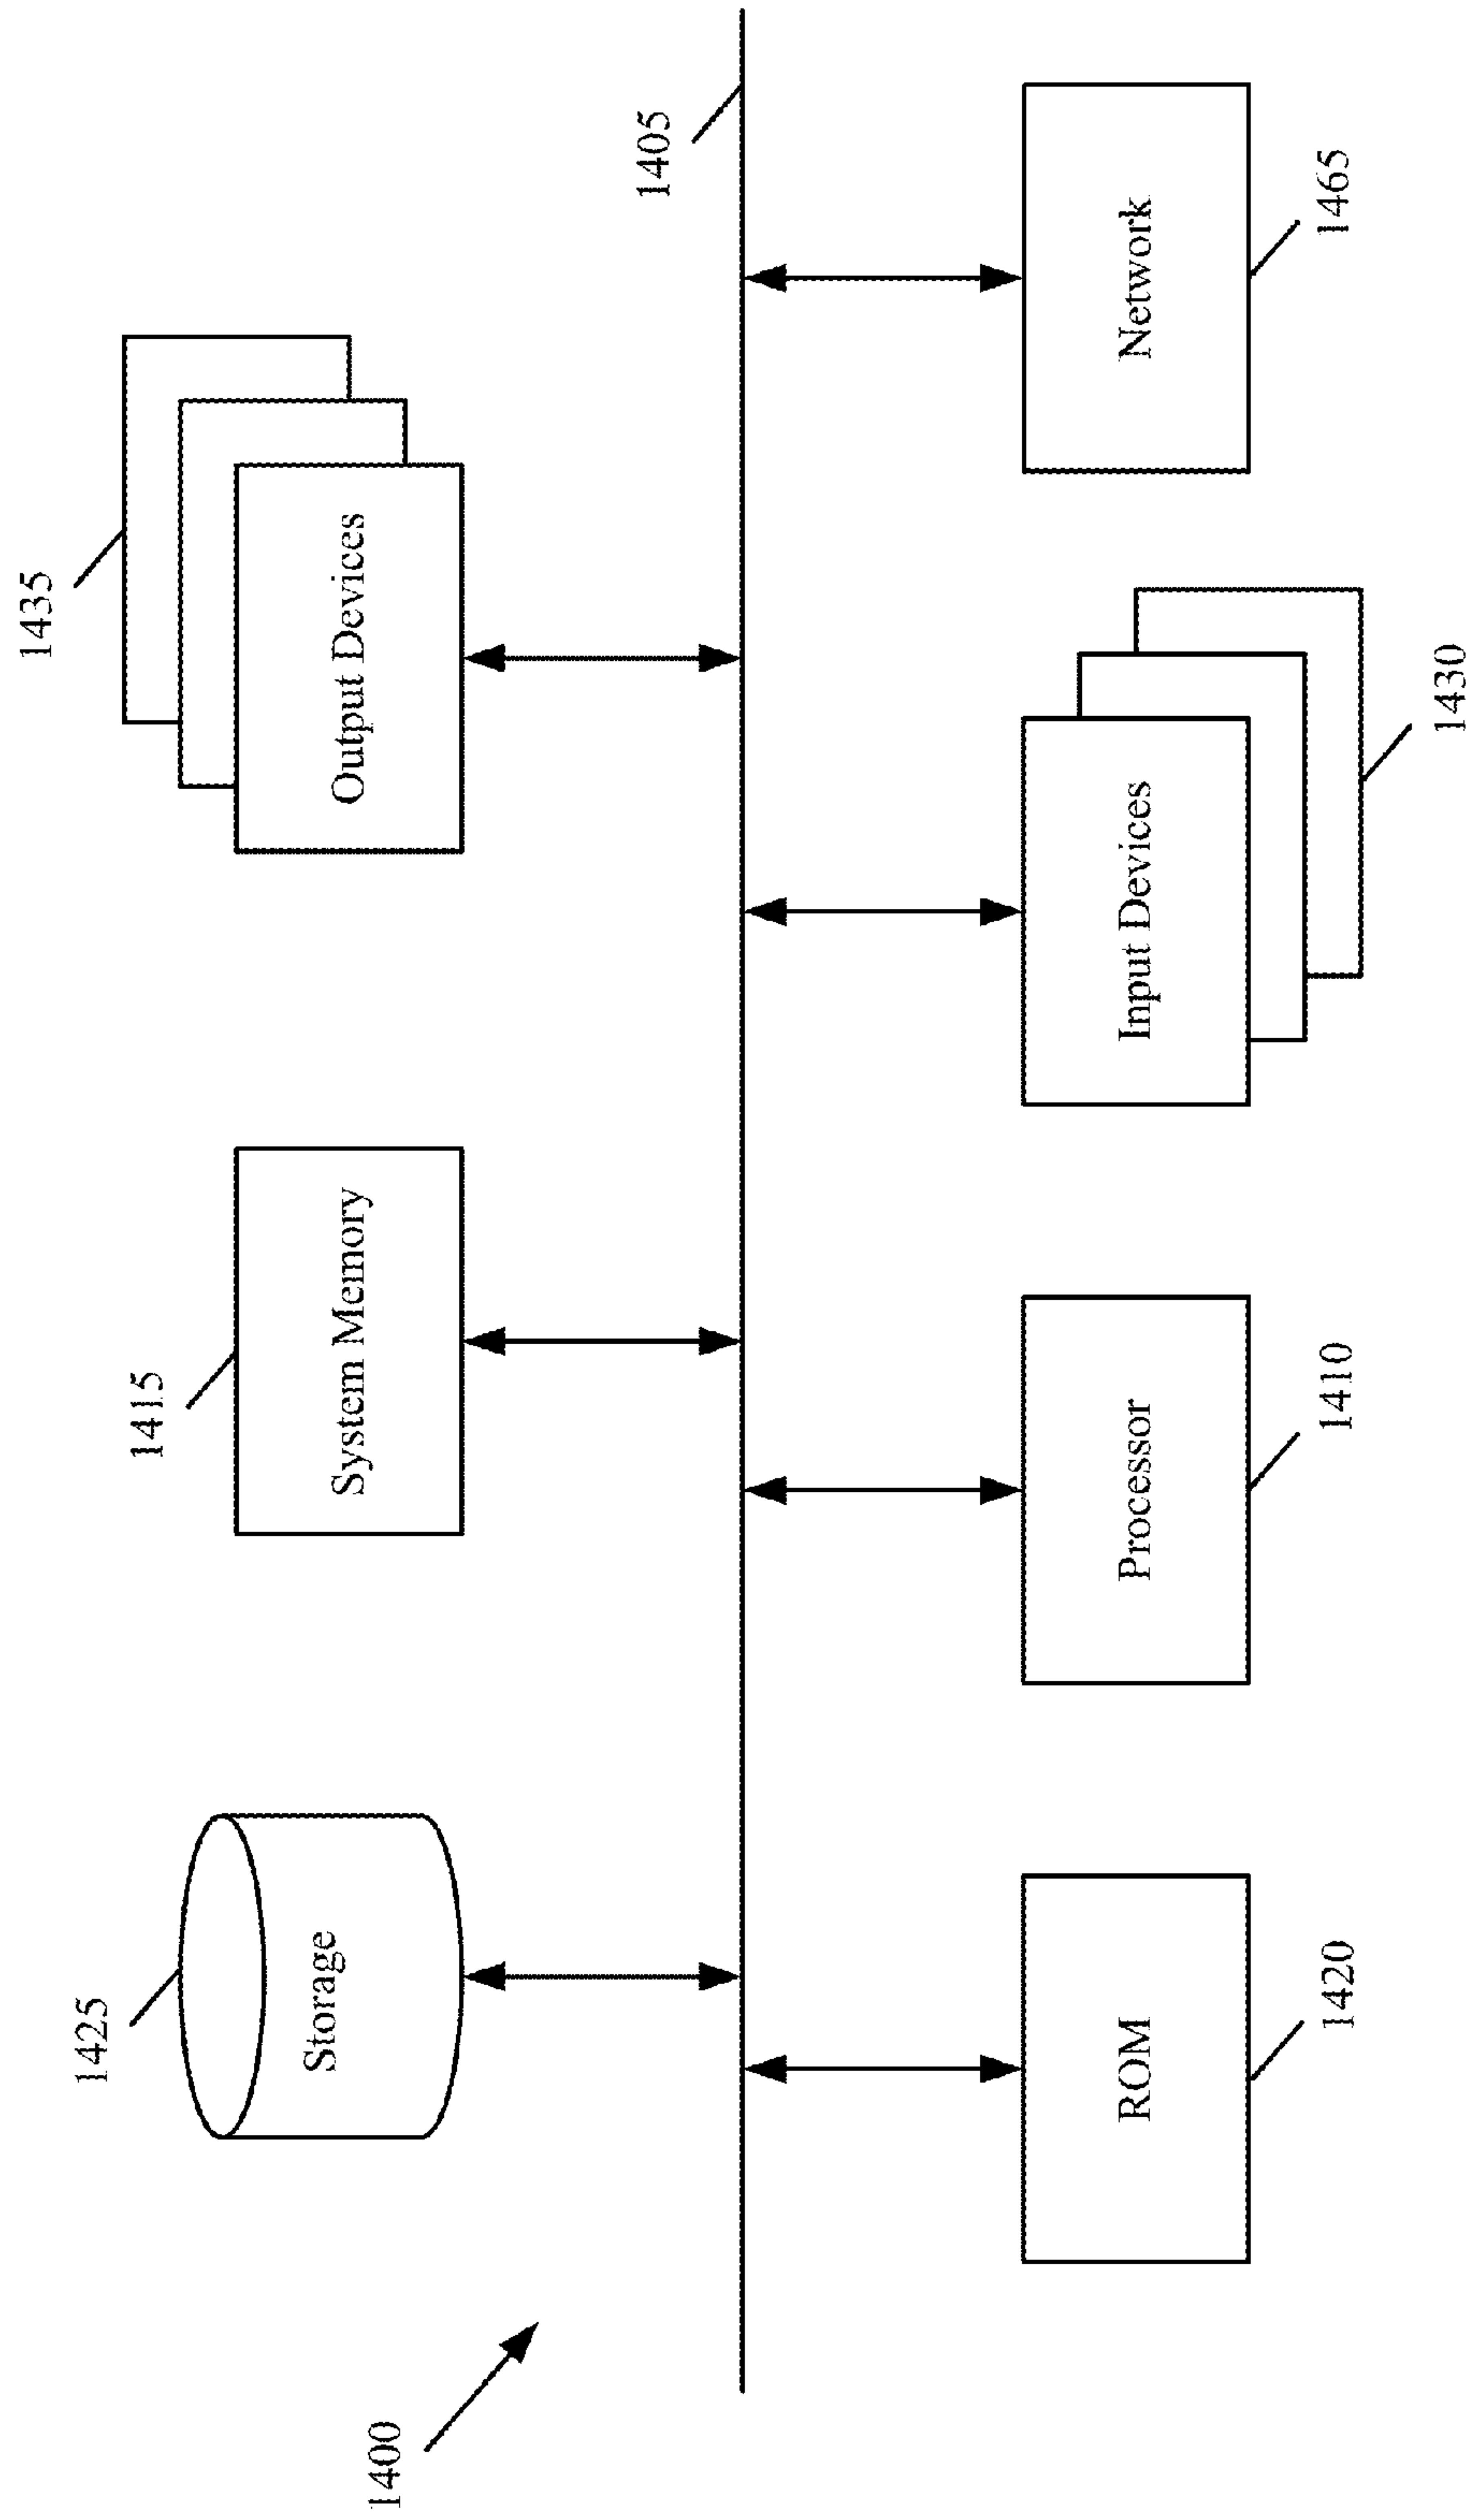 1425
Storage
1415
System Memory
1435
Output Devices
1405
1400
ROM
1420
Processor
1410
Input Devices
1430
Network
1465